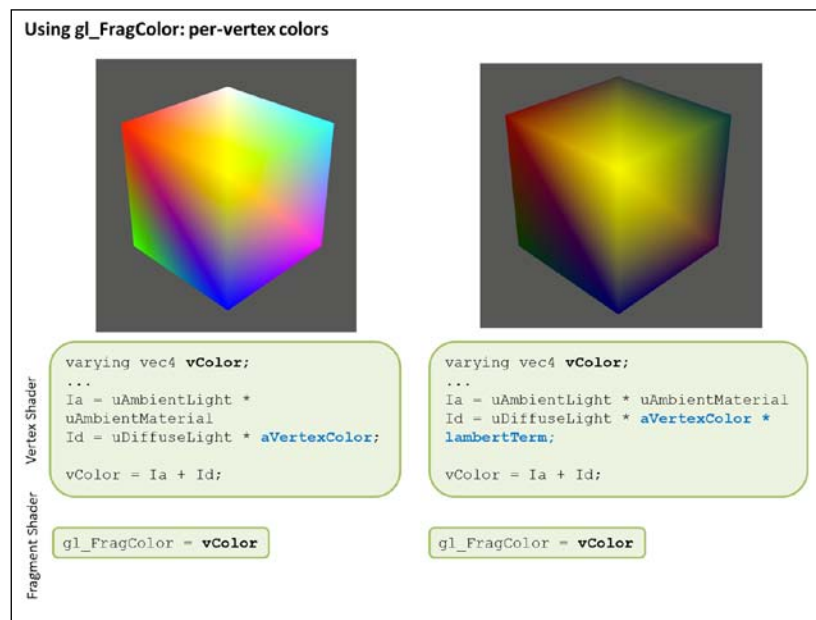 Using gl_FragColor: per-vertex colors
Vertex Shader
varying vec4 vColor;
...
Ia = uAmbientLight *
uAmbientMaterial
Id = uDiffuseLight * aVertexColor;
vColor = Ia + Id;
varying vec4 vColor;
...
Ia = uAmbientLight * uAmbientMaterial
Id = uDiffuseLight * aVertexColor *
lambertTerm;
vColor = Ia + Id;
Fragment Shader
gl_FragColor = vColor
gl_FragColor = vColor